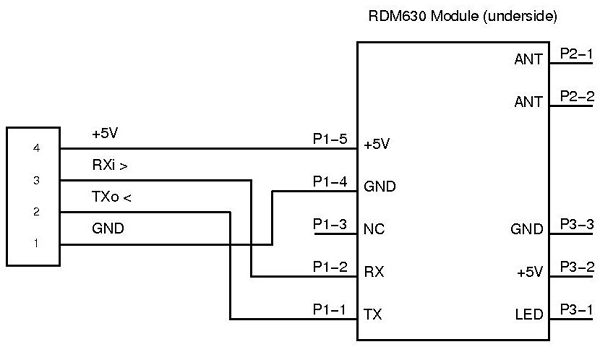 RDM630 Module (underside)
ANT P2-1
ANT P2-2
4 +5V P1-5 +5V
3 RXi > P1-4 GND
2 TXo < P1-3 NC GND P3-3
1 GND P1-2 RX +5V P3-2
P1-1 TX LED P3-1